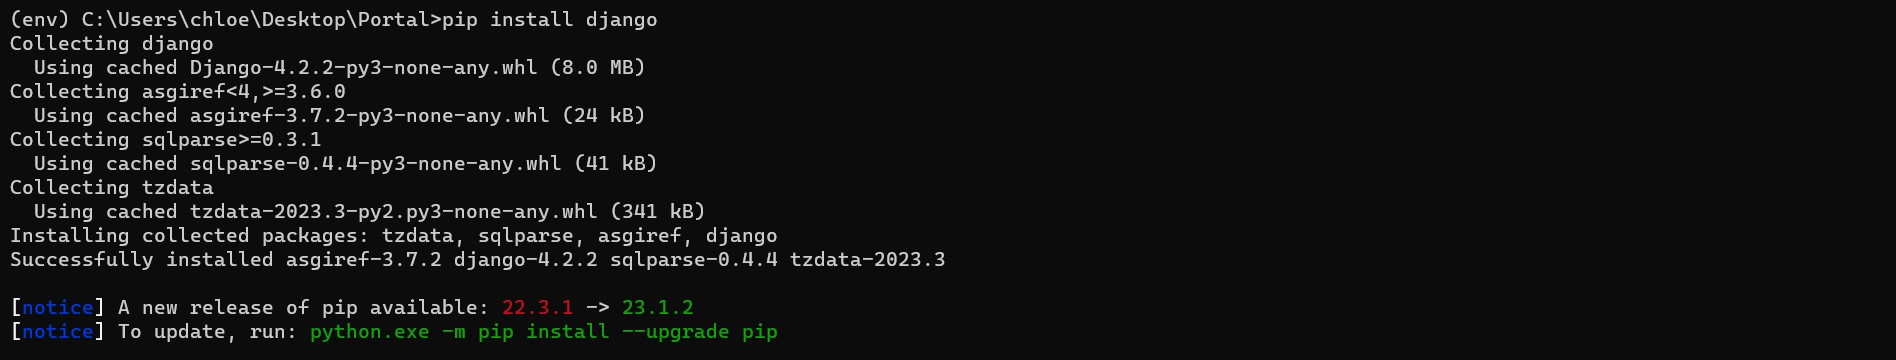 (env) C:\Users\chloe\Desktop\Portal>pip install django
Collecting django
  Using cached Django-4.2.2-py3-none-any.whl (8.0 MB)
Collecting asgiref<4,>=3.6.0
  Using cached asgiref-3.7.2-py3-none-any.whl (24 kB)
Collecting sqlparse>=0.3.1
  Using cached sqlparse-0.4.4-py3-none-any.whl (41 kB)
Collecting tzdata
  Using cached tzdata-2023.3-py2.py3-none-any.whl (341 kB)
Installing collected packages: tzdata, sqlparse, asgiref, django
Successfully installed asgiref-3.7.2 django-4.2.2 sqlparse-0.4.4 tzdata-2023.3

[notice] A new release of pip available: 22.3.1 -> 23.1.2
[notice] To update, run: python.exe -m pip install --upgrade pip